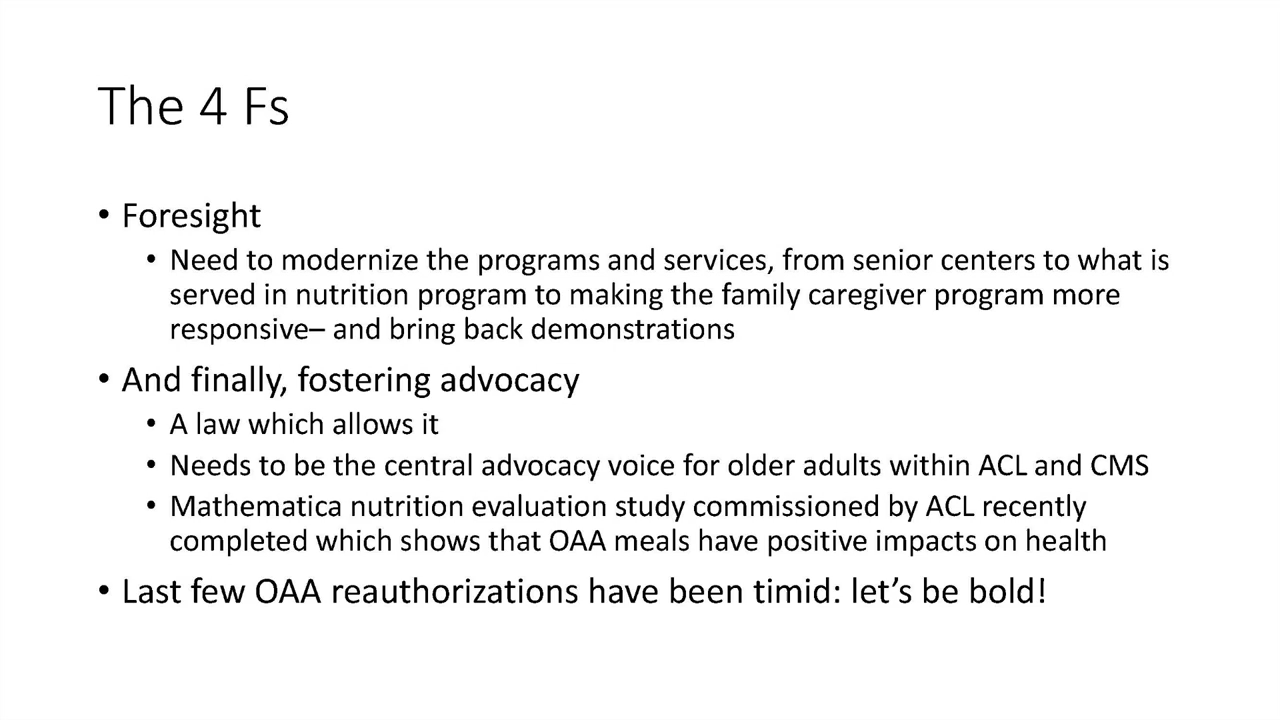 The 4 Fs
• Foresight
• Need to modernize the programs and services, from senior centers to what is
served in nutrition program to making the family caregiver program more
responsive– and bring back demonstrations
• And finally, fostering advocacy
• A law which allows it
• Needs to be the central advocacy voice for older adults within ACL and CMS
• Mathematica nutrition evaluation study commissioned by ACL recently
completed which shows that OAA meals have positive impacts on health
• Last few OAA reauthorizations have been timid: let’s be bold!